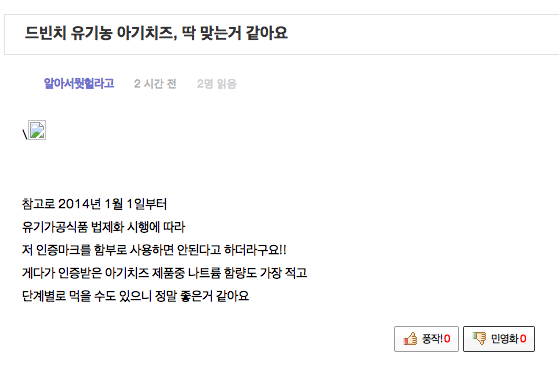 드빈치 유기농 아기치즈, 딱 맞는거 같아요
알아서뭣헐라고 2 시간 전 2명 읽음
\
참고로 2014년 1월 1일부터
유기가공식품 법제화 시행에 따라
저 인증마크를 함부로 사용하면 안된다고 하더라구요!!
게다가 인증받은 아기치즈 제품중 나트륨 함량도 가장 적고
단계별로 먹을 수도 있으니 정말 좋은거 같아요
풍작! 0 민영화 0